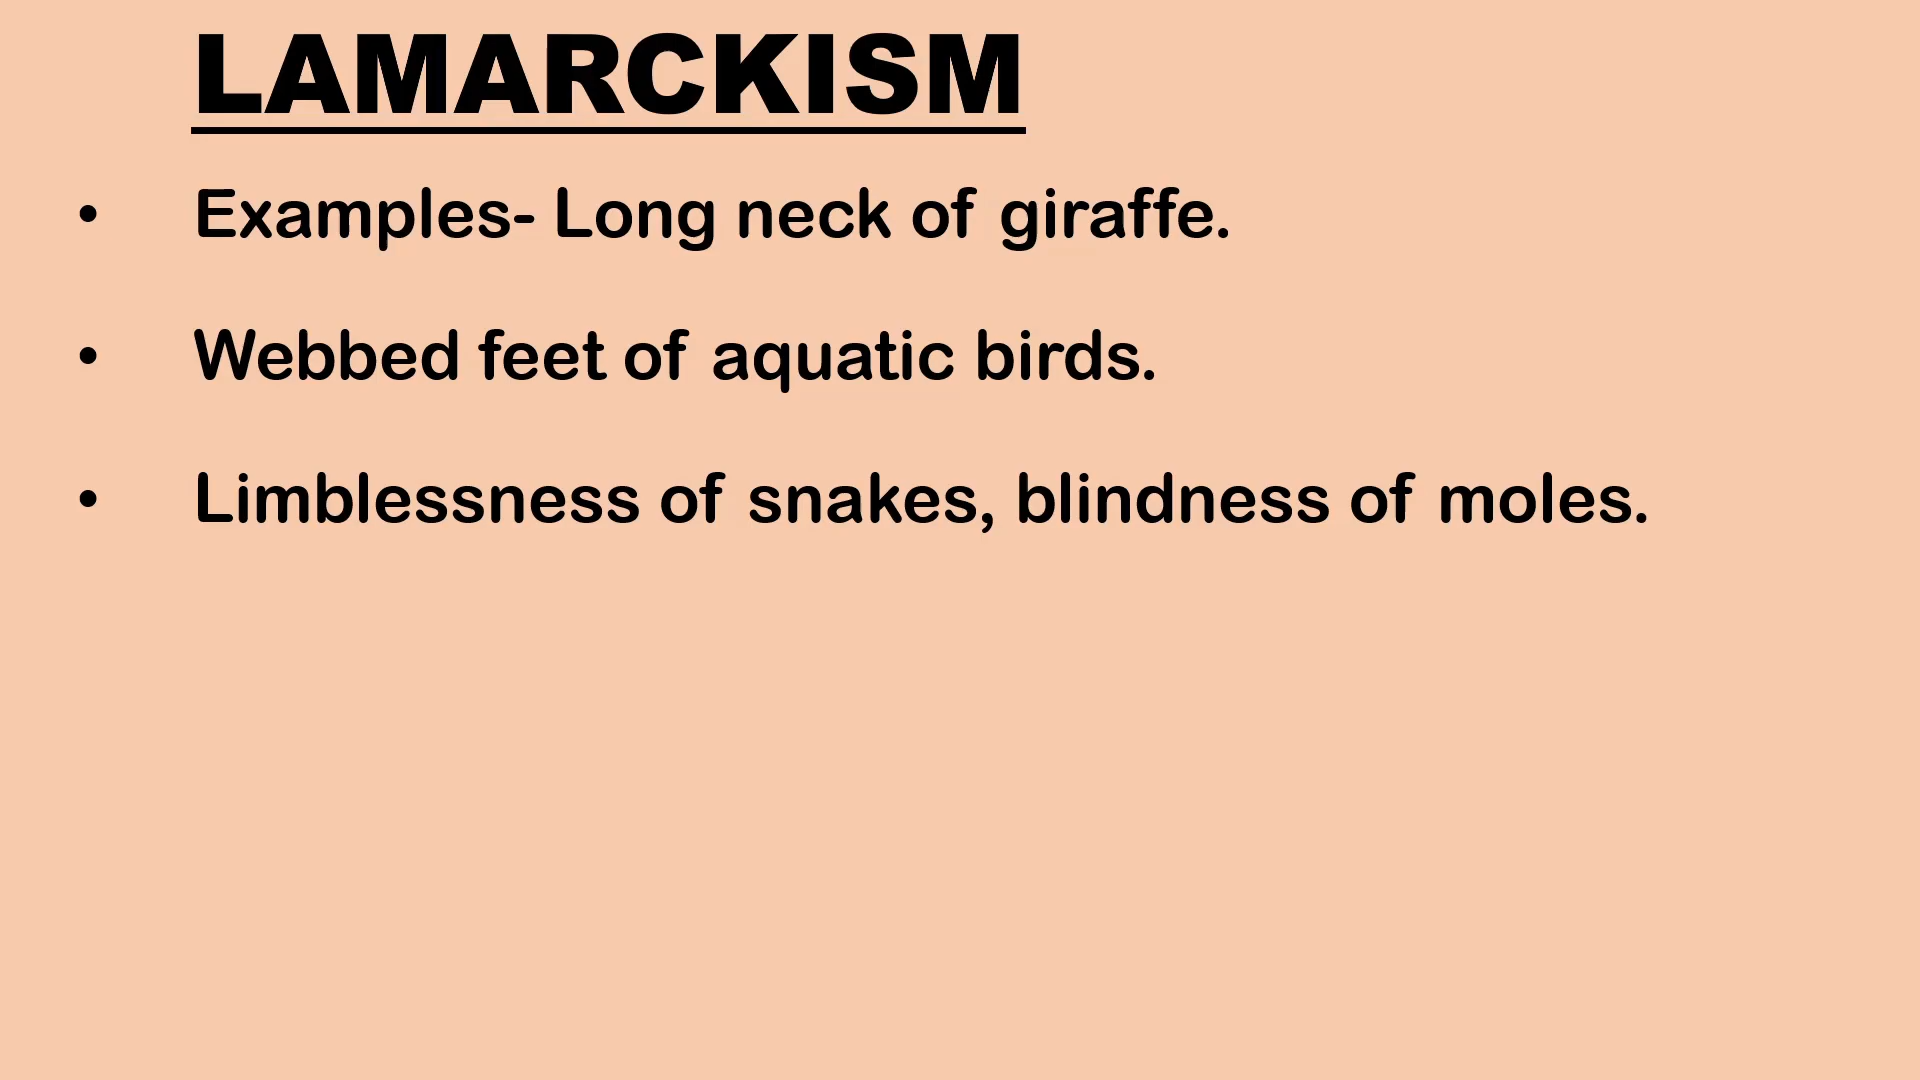 LAMARCKISM
• Examples- Long neck of giraffe.
• Webbed feet of aquatic birds.
• Limblessness of snakes, blindness of moles.